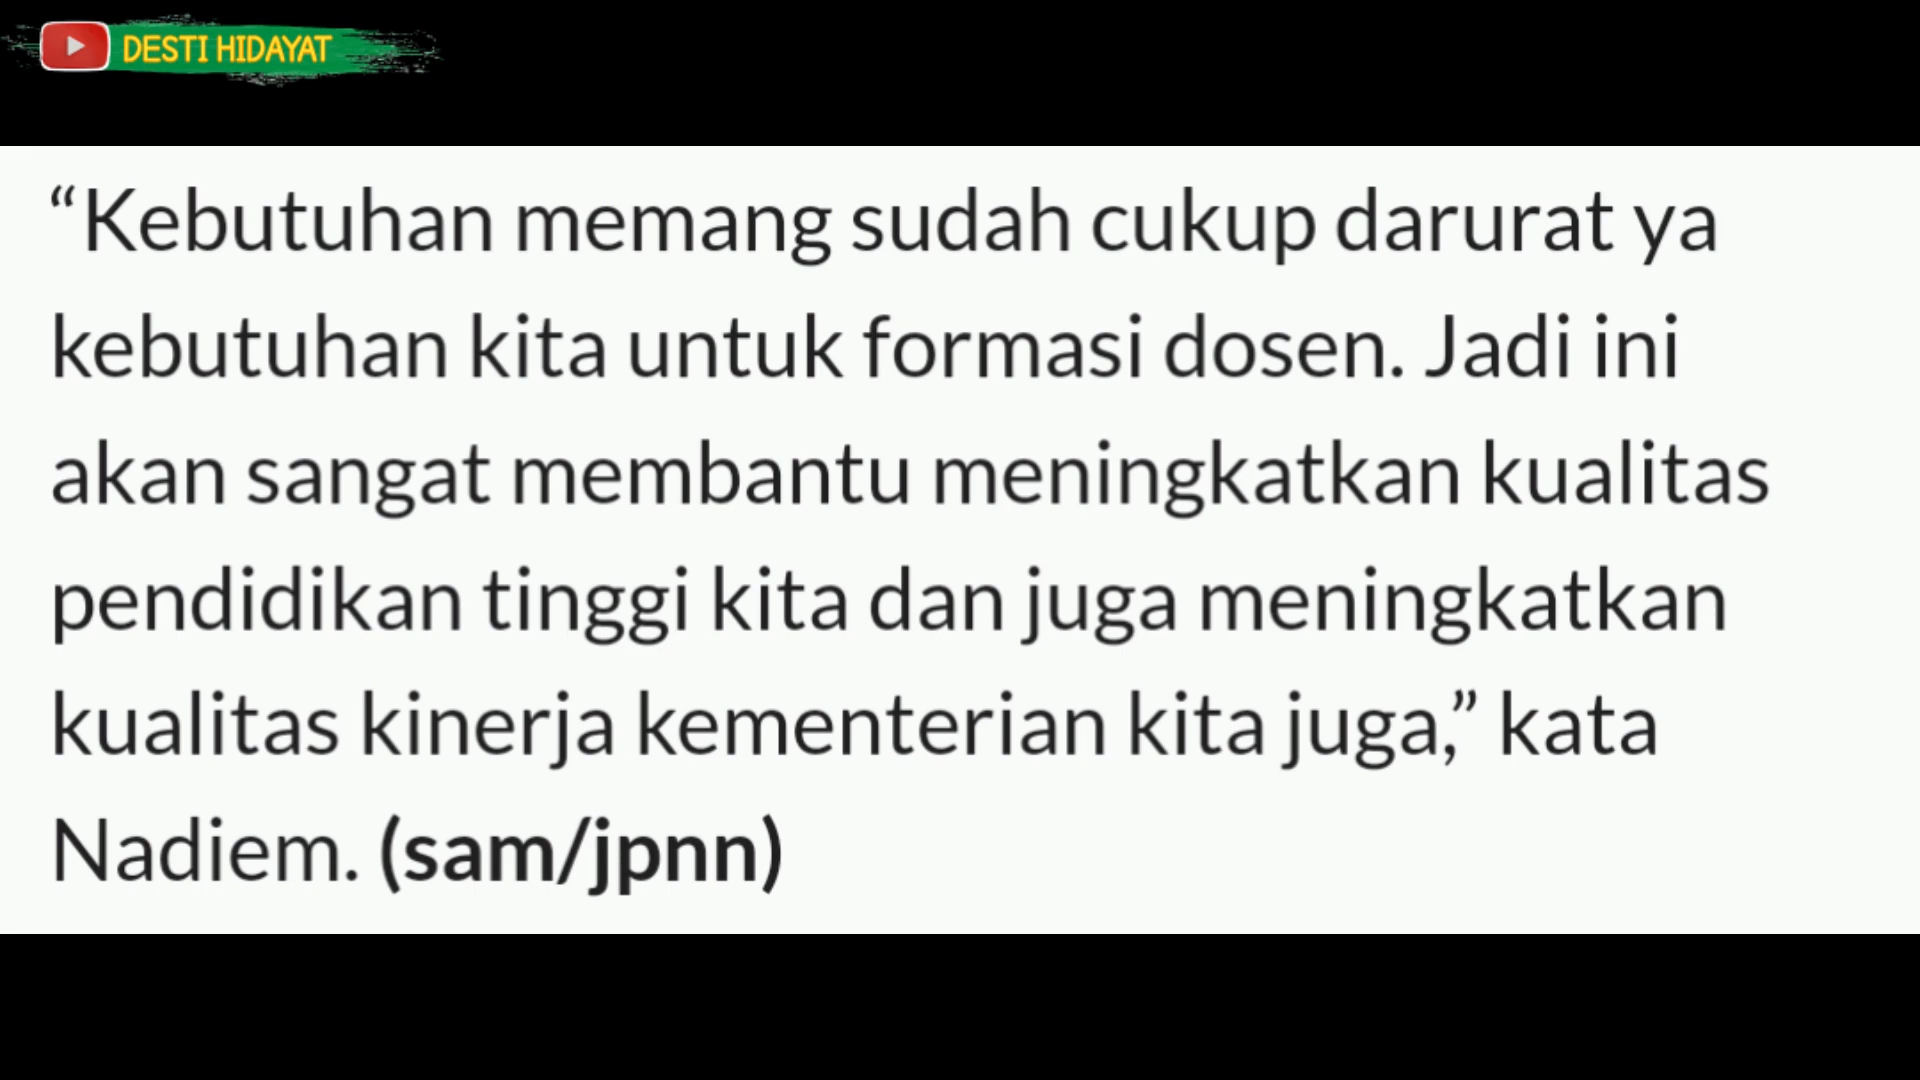 DESTI HIDAYAT
“Kebutuhan memang sudah cukup darurat ya
kebutuhan kita untuk formasi dosen. Jadi ini
akan sangat membantu meningkatkan kualitas
pendidikan tinggi kita dan juga meningkatkan
kualitas kinerja kementerian kita juga,” kata
Nadiem. (sam/jpnn)